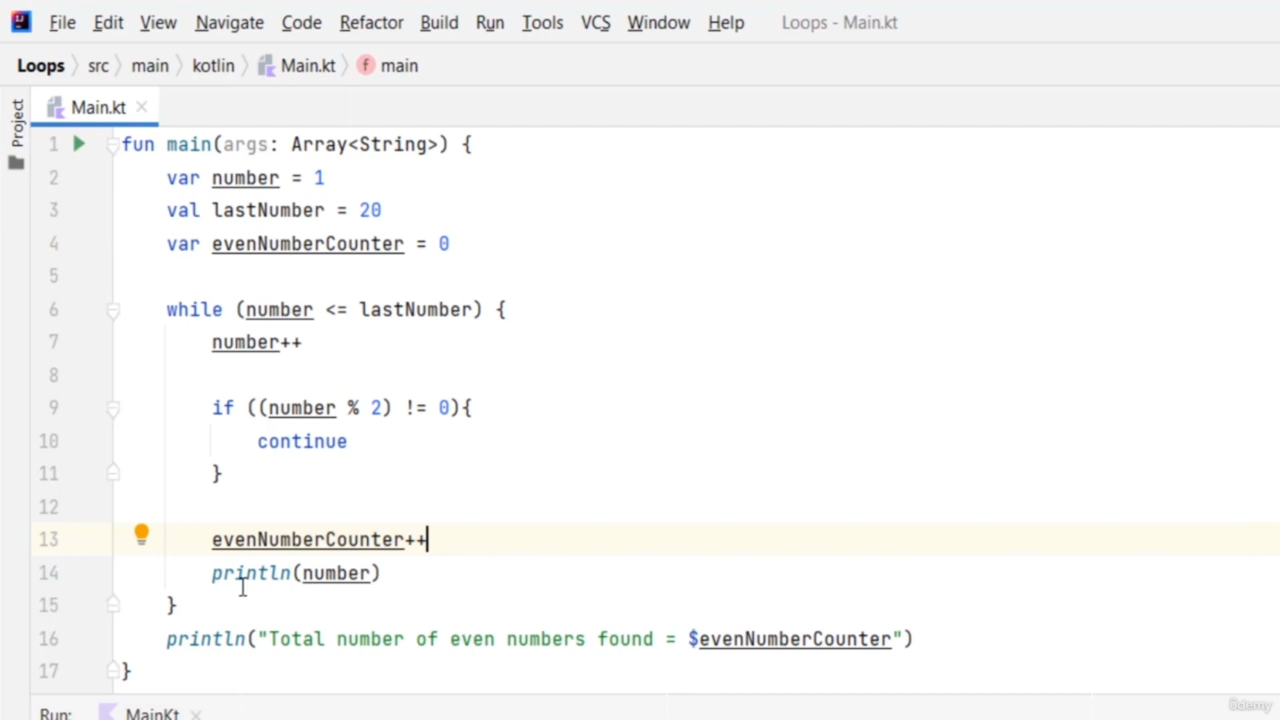 File Edit View Navigate Code Refactor Build Run Tools VCS Window Help Loops - Main.kt
Loops src main kotlin Main.kt f main
Project
Main.kt
1 fun main(args: Array<String>) {
2 var number = 1
3 val lastNumber = 20
4 var evenNumberCounter = 0
5
6 while (number <= lastNumber) {
7 number++
8
9 if ((number % 2) != 0){
10 continue
11 }
12
13 evenNumberCounter++
14 println(number)
15 }
16 println("Total number of even numbers found = $evenNumberCounter")
17 }
Run: MainKt
ûdemy